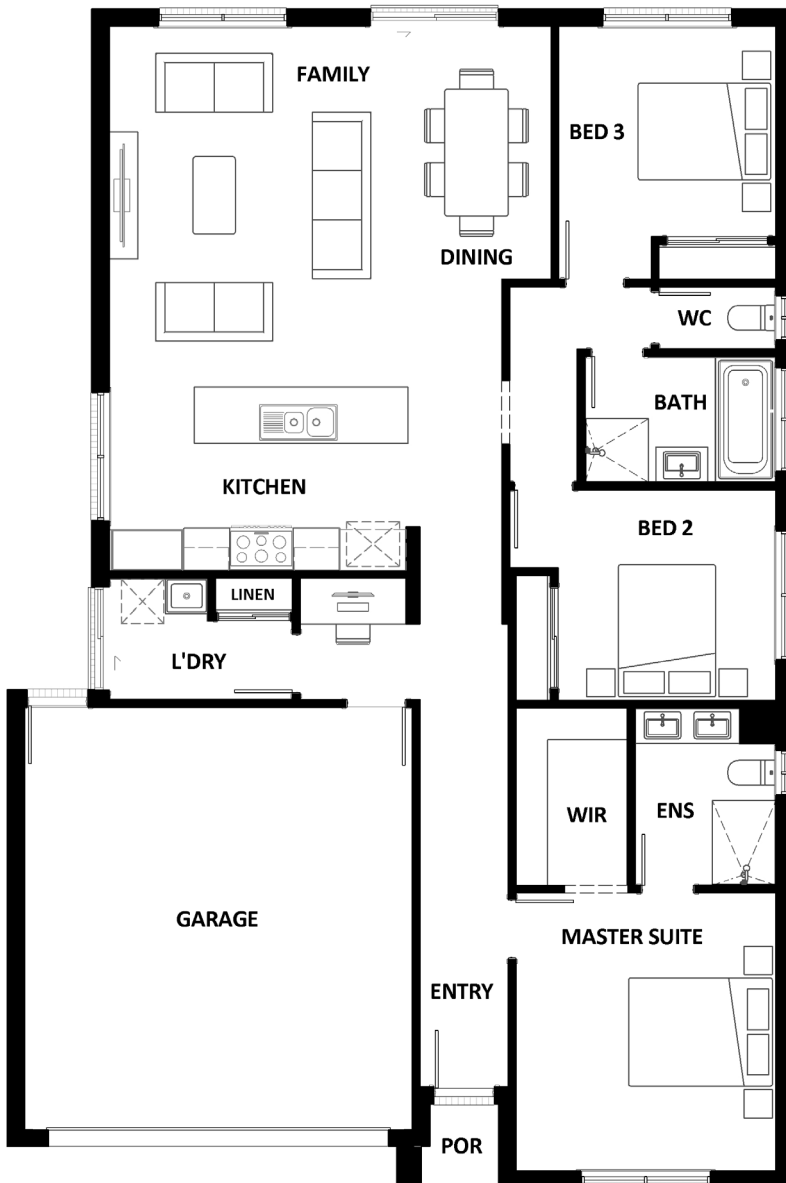 FAMILY
BED 3
DINING
WC
BATH
KITCHEN
BED 2
LINEN
L'DRY
WIR
ENS
GARAGE
MASTER SUITE
ENTRY
POR